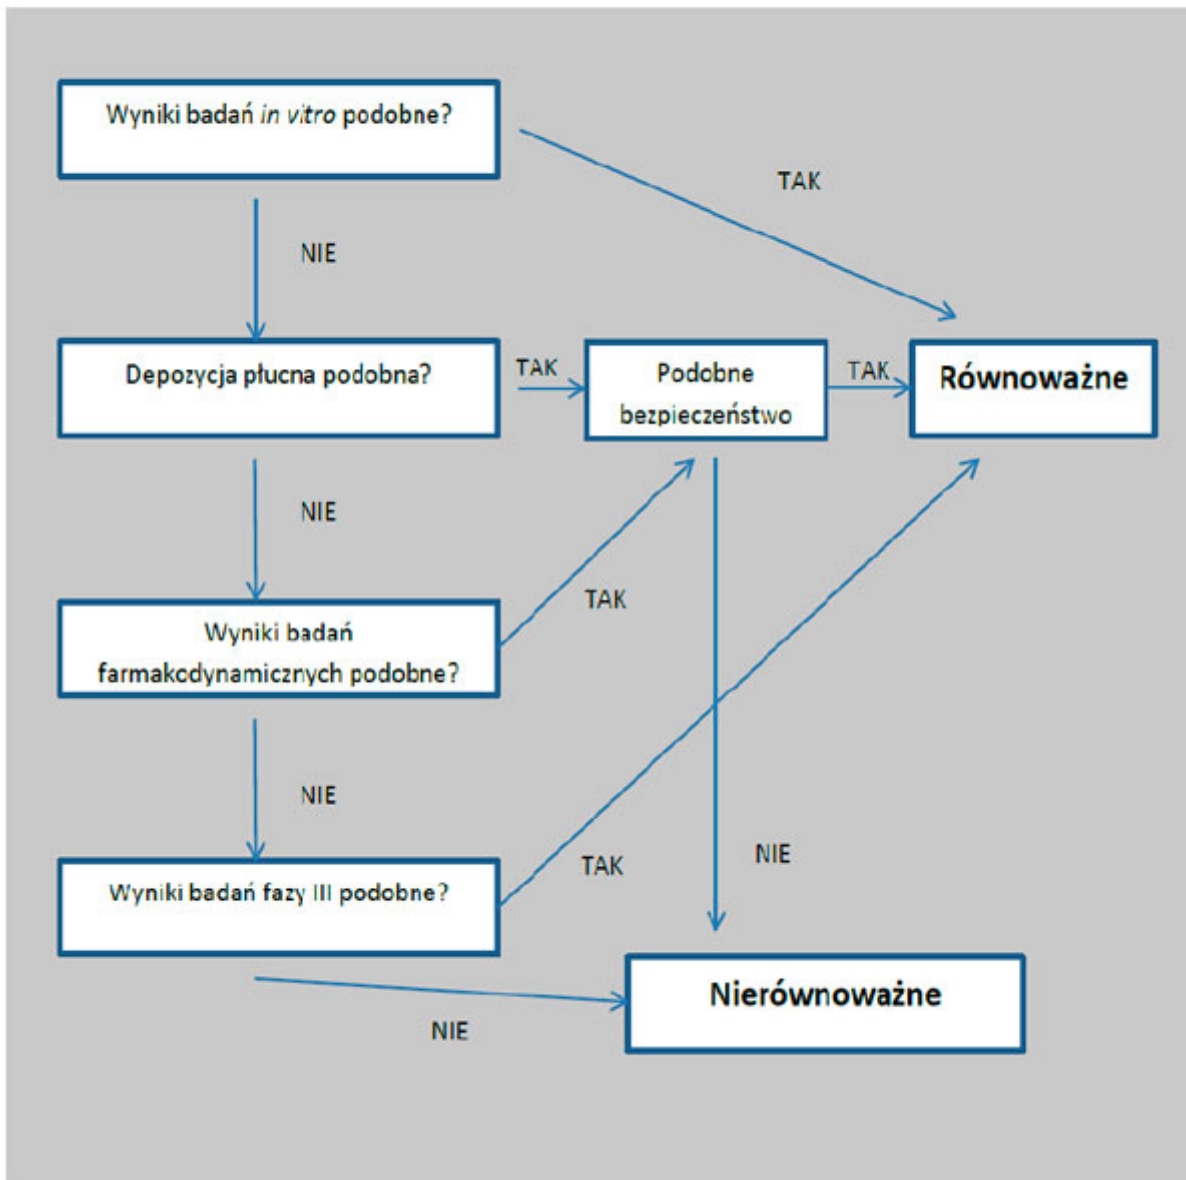 Wyniki badań in vitro podobne?
TAK
NIE
Depozycja płucna podobna?
TAK
Podobne
bezpieczeństwo
TAK
Równoważne
NIE
TAK
Wyniki badań
farmakodynamicznych podobne?
NIE
TAK
NIE
Wyniki badań fazy III podobne?
Nierównoważne
NIE